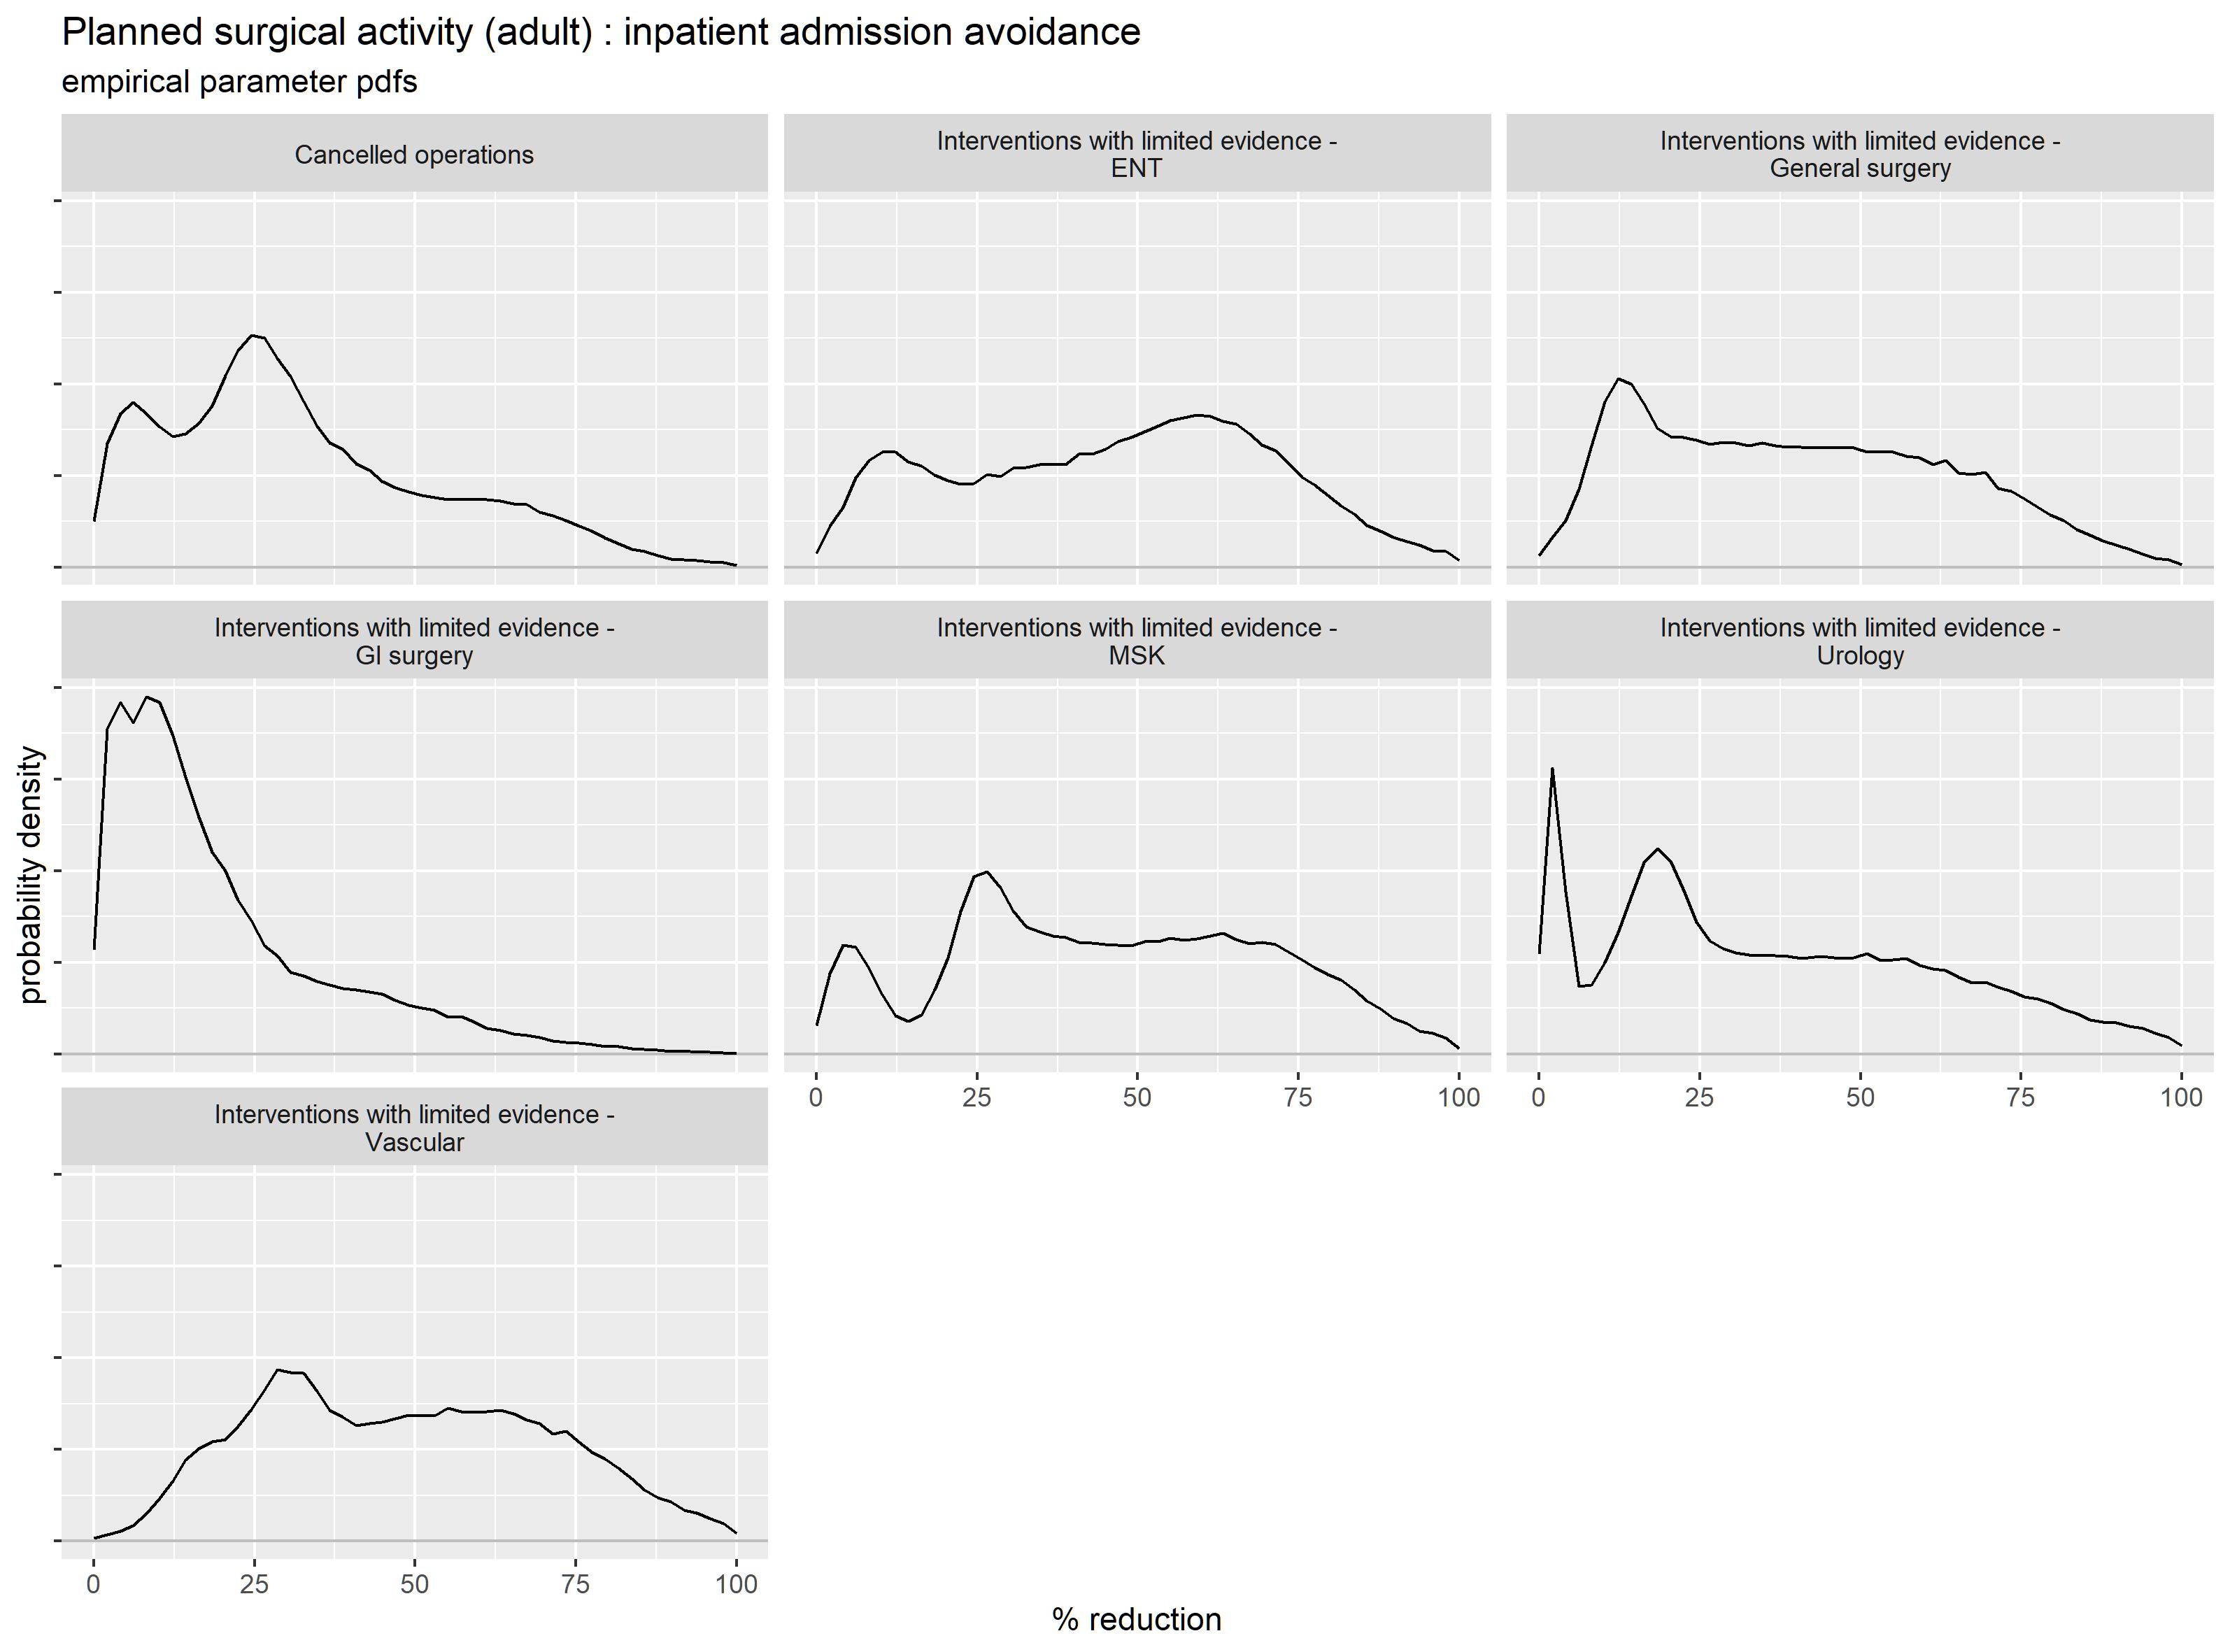 Planned surgical activity (adult) : inpatient admission avoidance
empirical parameter pdfs
Cancelled operations
Interventions with limited evidence -
ENT
Interventions with limited evidence -
General surgery
Interventions with limited evidence -
GI surgery
Interventions with limited evidence -
MSK
Interventions with limited evidence -
Urology
probability density
0 25 50 75 100
0 25 50 75 100
Interventions with limited evidence -
Vascular
0 25 50 75 100
% reduction